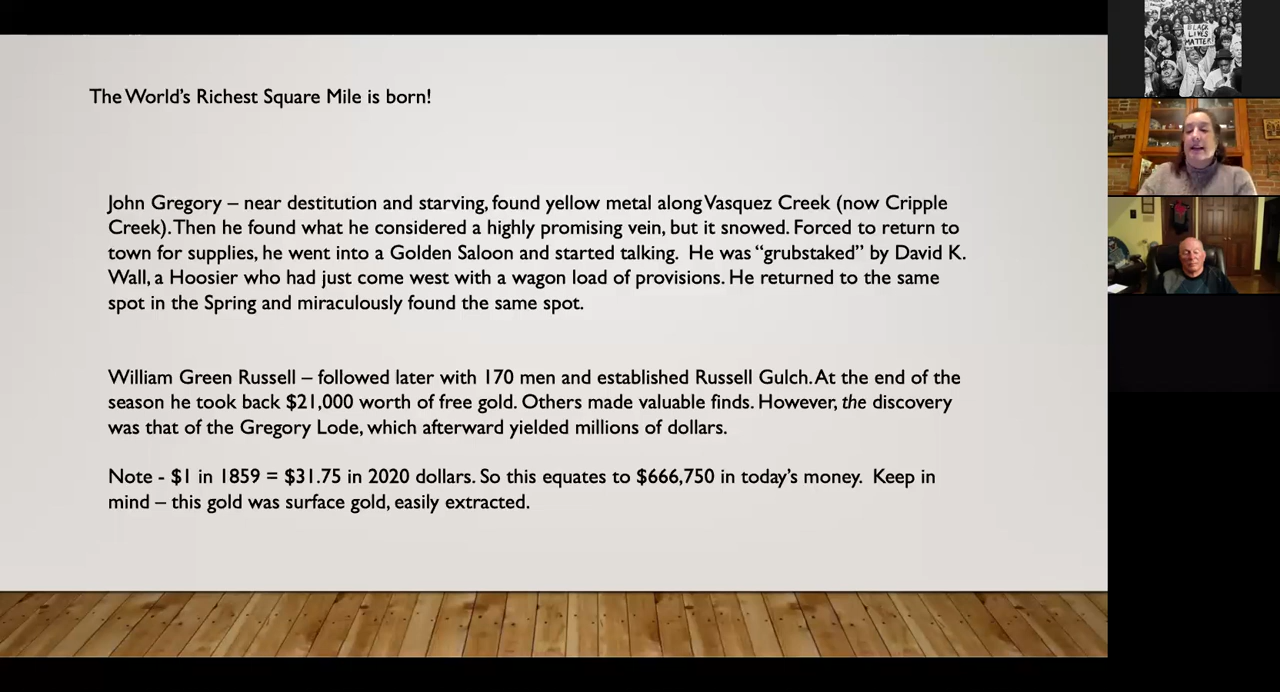 The World's Richest Square Mile is born!
John Gregory – near destitution and starving, found yellow metal along Vasquez Creek (now Cripple
Creek). Then he found what he considered a highly promising vein, but it snowed. Forced to return to
town for supplies, he went into a Golden Saloon and started talking.  He was “grubstaked” by David K.
Wall, a Hoosier who had just come west with a wagon load of provisions. He returned to the same
spot in the Spring and miraculously found the same spot.
William Green Russell – followed later with 170 men and established Russell Gulch. At the end of the
season he took back $21,000 worth of free gold. Others made valuable finds. However, the discovery
was that of the Gregory Lode, which afterward yielded millions of dollars.
Note - $1 in 1859 = $31.75 in 2020 dollars. So this equates to $666,750 in today's money.  Keep in
mind – this gold was surface gold, easily extracted.
BLACK
LIVES
MATTER